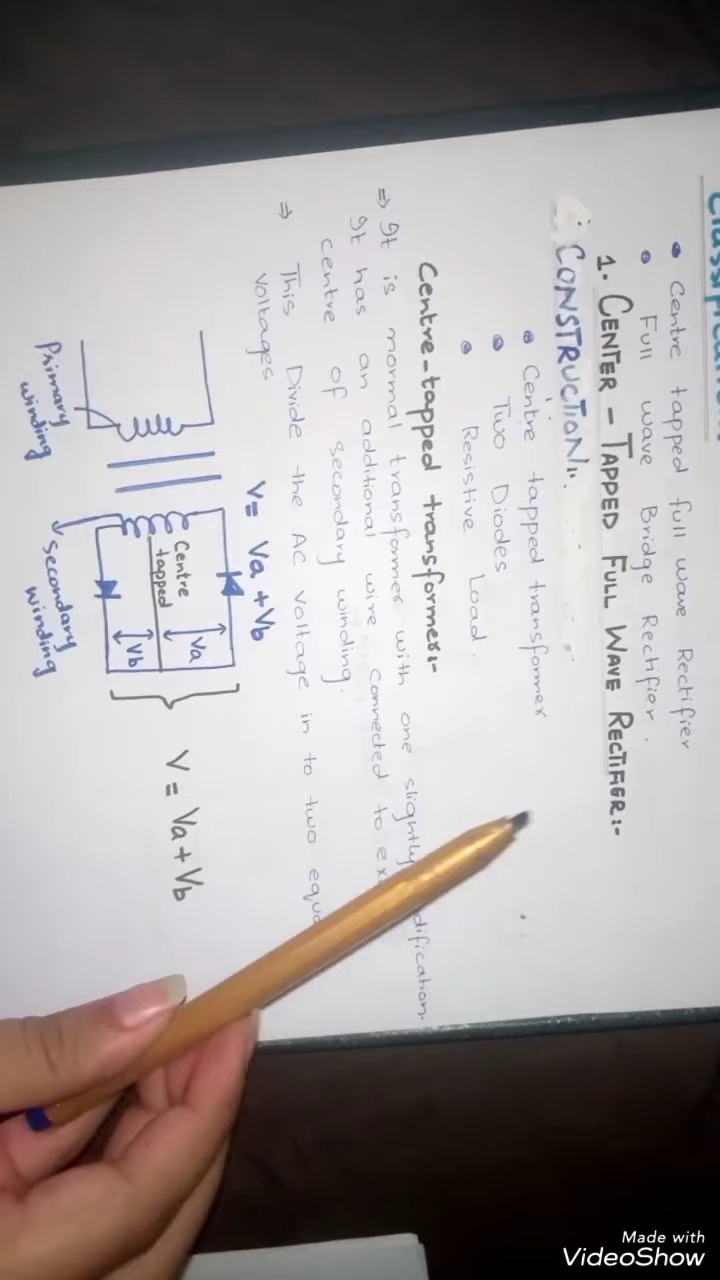 • Centre tapped full wave Rectifier
• Full wave Bridge Rectifier.
1. CENTER - TAPPED FULL WAVE RECTIFIER:-
CONSTRUCTION:-
• Centre tapped transformer
• Two Diodes
• Resistive Load.
Centre-tapped transformer:-
⇒ It is normal transformer with one slightly dification.
It has an additional wire connected to
centre of secondary winding.
⇒ This Divide the AC voltage in to two
voltages
V = Va + Vb
Centre
tapped
Va
Vb
V = Va + Vb
Primary
winding
Secondary
winding
Made with
VideoShow